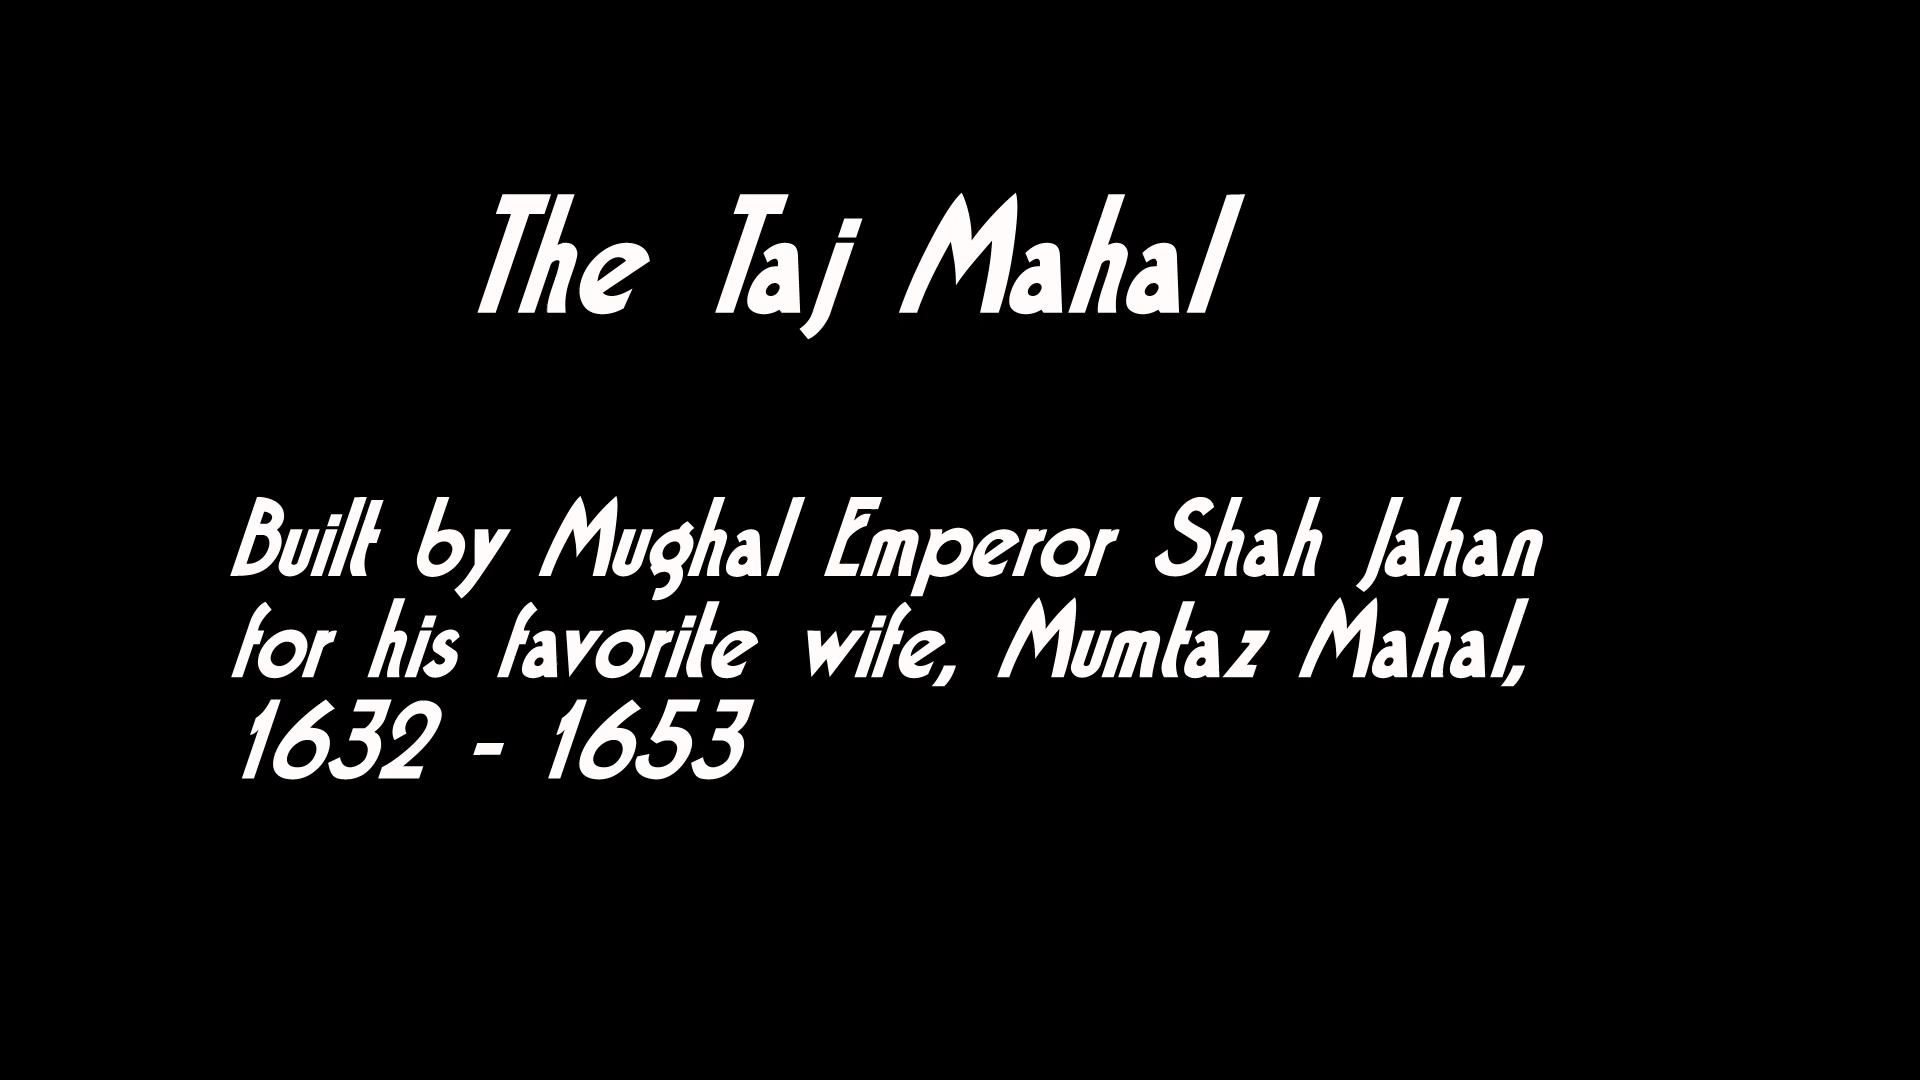 The Taj Mahal
Built by Mughal Emperor Shah Jahan
for his favorite wife, Mumtaz Mahal,
1632 - 1653